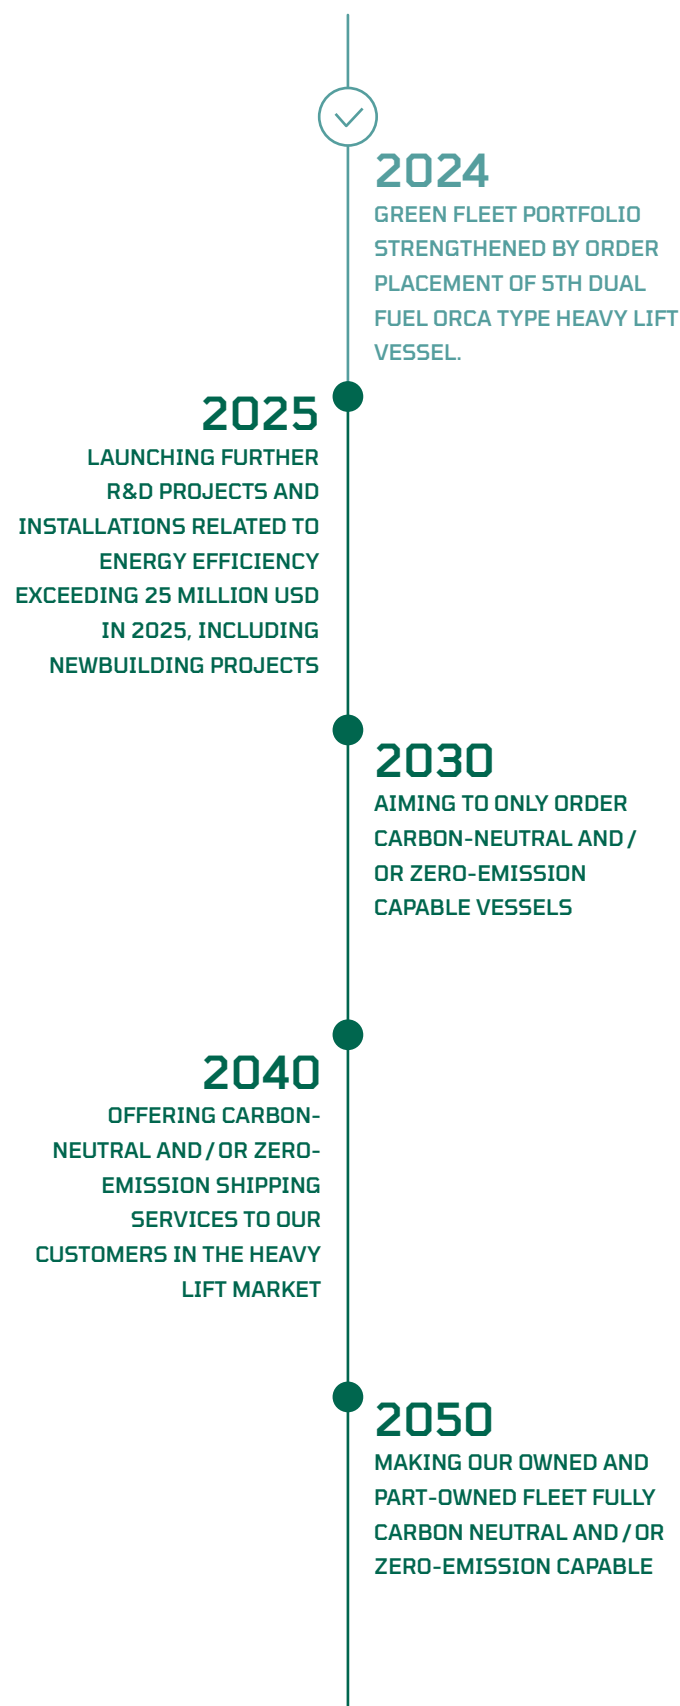 2024
GREEN FLEET PORTFOLIO
STRENGTHENED BY ORDER
PLACEMENT OF 5TH DUAL
FUEL ORCA TYPE HEAVY LIFT
VESSEL.
2025
LAUNCHING FURTHER
R&D PROJECTS AND
INSTALLATIONS RELATED TO
ENERGY EFFICIENCY
EXCEEDING 25 MILLION USD
IN 2025, INCLUDING
NEWBUILDING PROJECTS
2030
AIMING TO ONLY ORDER
CARBON-NEUTRAL AND /
OR ZERO-EMISSION
CAPABLE VESSELS
2040
OFFERING CARBON-
NEUTRAL AND / OR ZERO-
EMISSION SHIPPING
SERVICES TO OUR
CUSTOMERS IN THE HEAVY
LIFT MARKET
2050
MAKING OUR OWNED AND
PART-OWNED FLEET FULLY
CARBON NEUTRAL AND / OR
ZERO-EMISSION CAPABLE